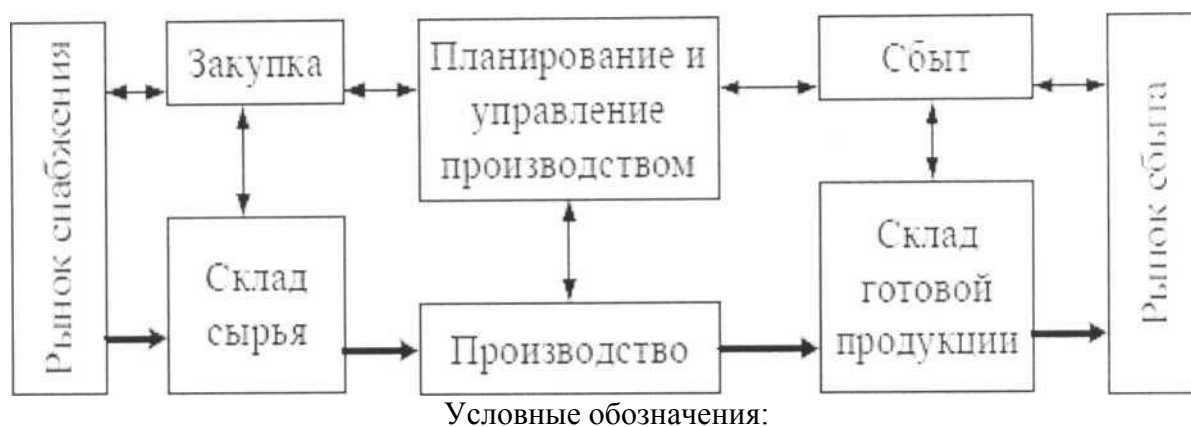 Рынок снабжения
Закупка
Планирование и
управление
производством
Сбыт
Рынок сбыта
Склад
сырья
Производство
Склад
готовой
продукции
Условные обозначения: